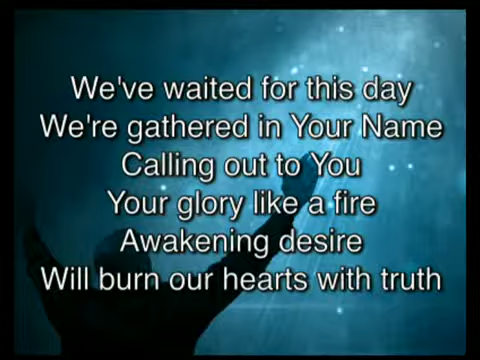 We've waited for this day
We're gathered in Your Name
Calling out to You
Your glory like a fire
Awakening desire
Will burn our hearts with truth